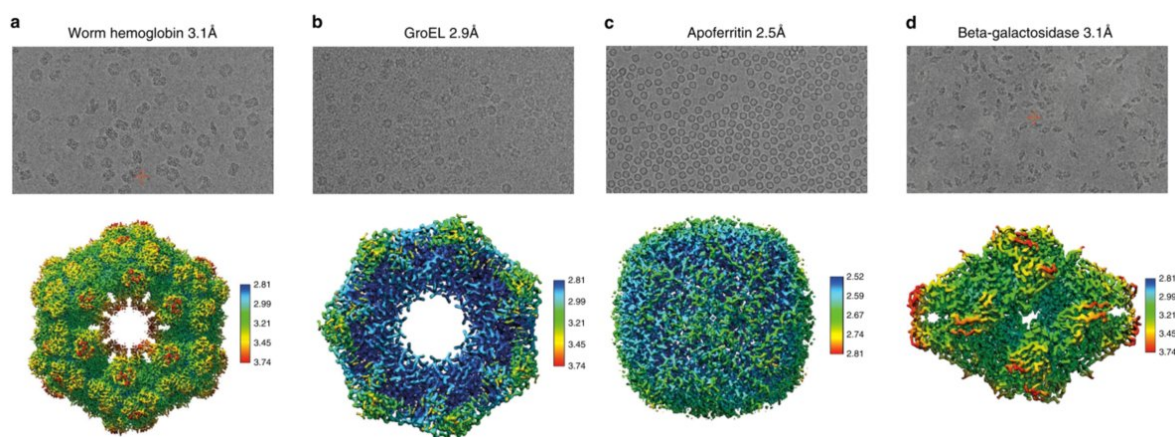 a
Worm hemoglobin 3.1Å
b
GroEL 2.9Å
c
Apoferritin 2.5Å
d
Beta-galactosidase 3.1Å
2.81
2.99
3.21
3.45
3.74
2.81
2.99
3.21
3.45
3.74
2.52
2.59
2.67
2.74
2.81
2.81
2.99
3.21
3.45
3.74